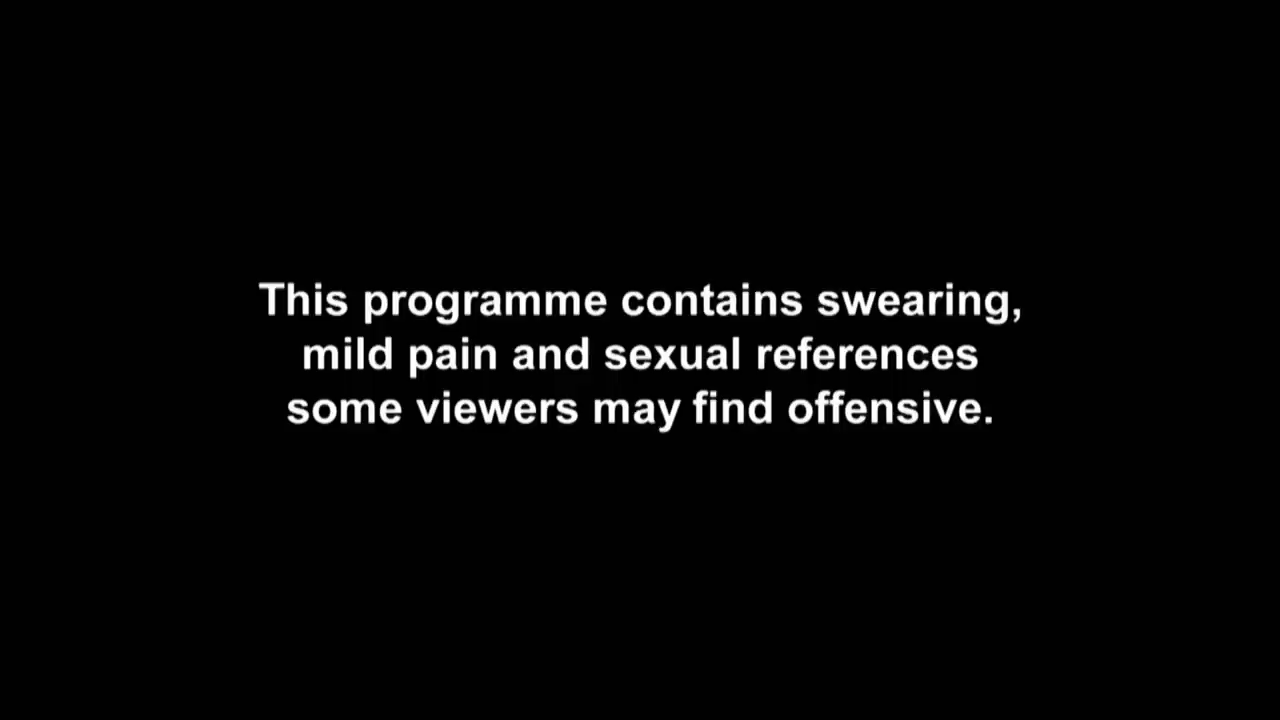 This programme contains swearing,
mild pain and sexual references
some viewers may find offensive.